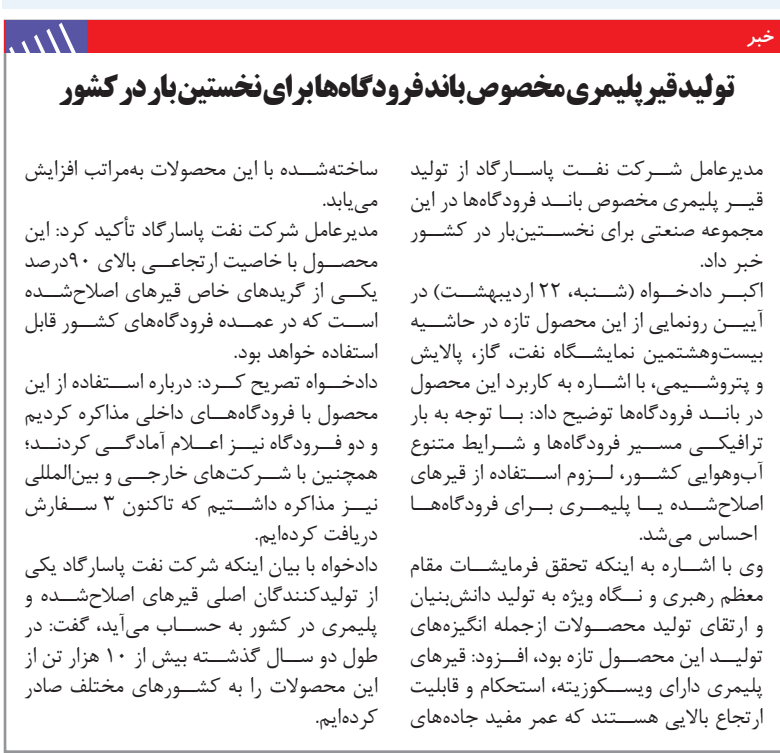 خبر
تولید قیر پلیمری مخصوص باند فرودگاه‌ها برای نخستین‌بار در کشور
مدیرعامل شرکت نفت پاسارگاد از تولید
قیر پلیمری مخصوص باند فرودگاه‌ها در این
مجموعه صنعتی برای نخستین‌بار در کشور
خبر داد.
اکبر دادخواه (شنبه، ۲۲ اردیبهشت) در
آیین رونمایی از این محصول تازه در حاشیه
بیست‌وهشتمین نمایشگاه نفت، گاز، پالایش
و پتروشیمی، با اشاره به کاربرد این محصول
در باند فرودگاه‌ها توضیح داد: با توجه به بار
ترافیکی مسیر فرودگاه‌ها و شرایط متنوع
آب‌وهوایی کشور، لزوم استفاده از قیرهای
اصلاح‌شده یا پلیمری برای فرودگاه‌ها
احساس می‌شد.
وی با اشاره به اینکه تحقق فرمایشات مقام
معظم رهبری و نگاه ویژه به تولید دانش‌بنیان
و ارتقای تولید محصولات ازجمله انگیزه‌های
تولید این محصول تازه بود، افزود: قیرهای
پلیمری دارای ویسکوزیته، استحکام و قابلیت
ارتجاع بالایی هستند که عمر مفید جاده‌های
ساخته‌شده با این محصولات به‌مراتب افزایش
می‌یابد.
مدیرعامل شرکت نفت پاسارگاد تأکید کرد: این
محصول با خاصیت ارتجاعی بالای ۹۰درصد
یکی از گریدهای خاص قیرهای اصلاح‌شده
است که در عمده فرودگاه‌های کشور قابل
استفاده خواهد بود.
دادخواه تصریح کرد: درباره استفاده از این
محصول با فرودگاه‌های داخلی مذاکره کردیم
و دو فرودگاه نیز اعلام آمادگی کردند؛
همچنین با شرکت‌های خارجی و بین‌المللی
نیز مذاکره داشتیم که تاکنون ۳ سفارش
دریافت کرده‌ایم.
دادخواه با بیان اینکه شرکت نفت پاسارگاد یکی
از تولیدکنندگان اصلی قیرهای اصلاح‌شده و
پلیمری در کشور به حساب می‌آید، گفت: در
طول دو سال گذشته بیش از ۱۰ هزار تن از
این محصولات را به کشورهای مختلف صادر
کرده‌ایم.